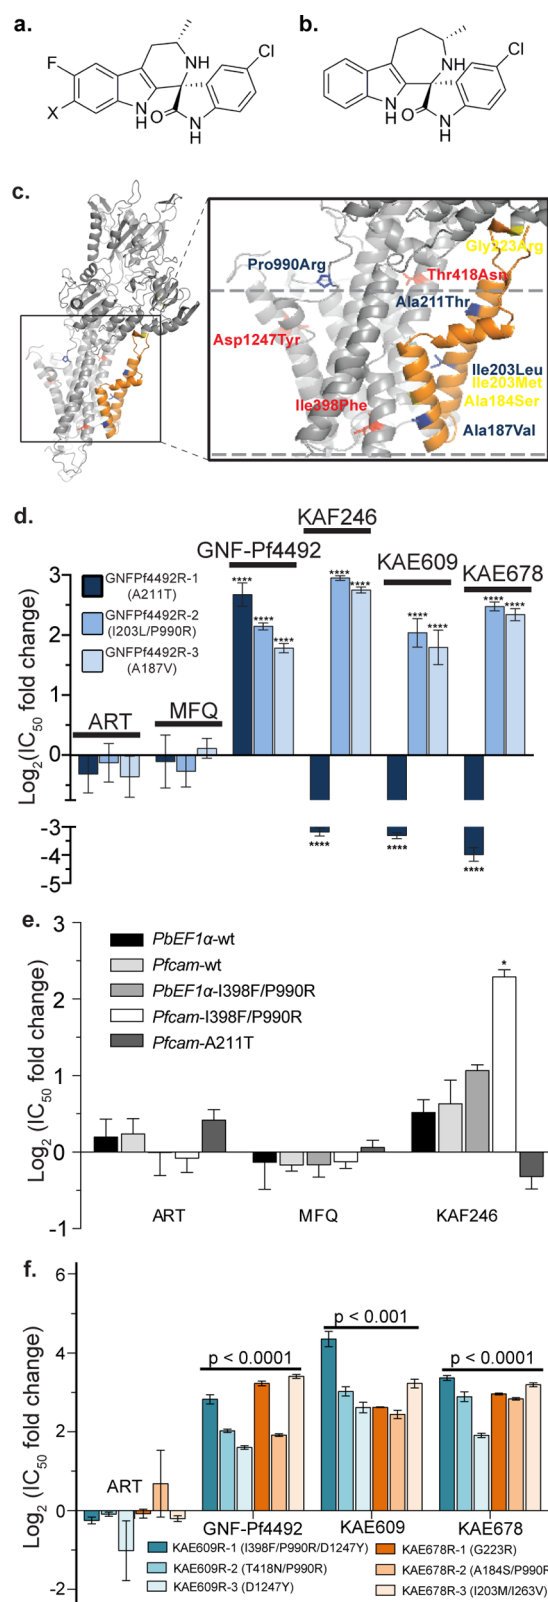 a.
b.
F
X
N
H
NH
O
N
H
Cl
N
H
NH
O
N
H
Cl
c.
Gly223Arg
Pro990Arg
Thr418Asn
Ala211Thr
Asp1247Tyr
Ile203Leu
Ile203Met
Ile398Phe
Ala184Ser
Ala187Val
d.
KAF246
GNF-Pf4492
KAE609
KAE678
GNFPf4492R-1
(A211T)
GNFPf4492R-2
(I203L/P990R)
GNFPf4492R-3
(A187V)
ART
MFQ
**** **** ****
**** ****
**** ****
**** ****
****
****
****
Log2(IC50 fold change)
3
2
1
0
-3
-4
-5
e.
PbEF1α-wt
Pfcam-wt
PbEF1α-I398F/P990R
Pfcam-I398F/P990R
Pfcam-A211T
*
Log2 (IC50 fold change)
3
2
1
0
-1
ART
MFQ
KAF246
f.
Log2 (IC50 fold change)
6
4
2
0
-2
p < 0.0001
p < 0.001
p < 0.0001
ART
GNF-Pf4492
KAE609
KAE678
KAE609R-1 (I398F/P990R/D1247Y)
KAE609R-2 (T418N/P990R)
KAE609R-3 (D1247Y)
KAE678R-1 (G223R)
KAE678R-2 (A184S/P990R
KAE678R-3 (I203M/I263V)